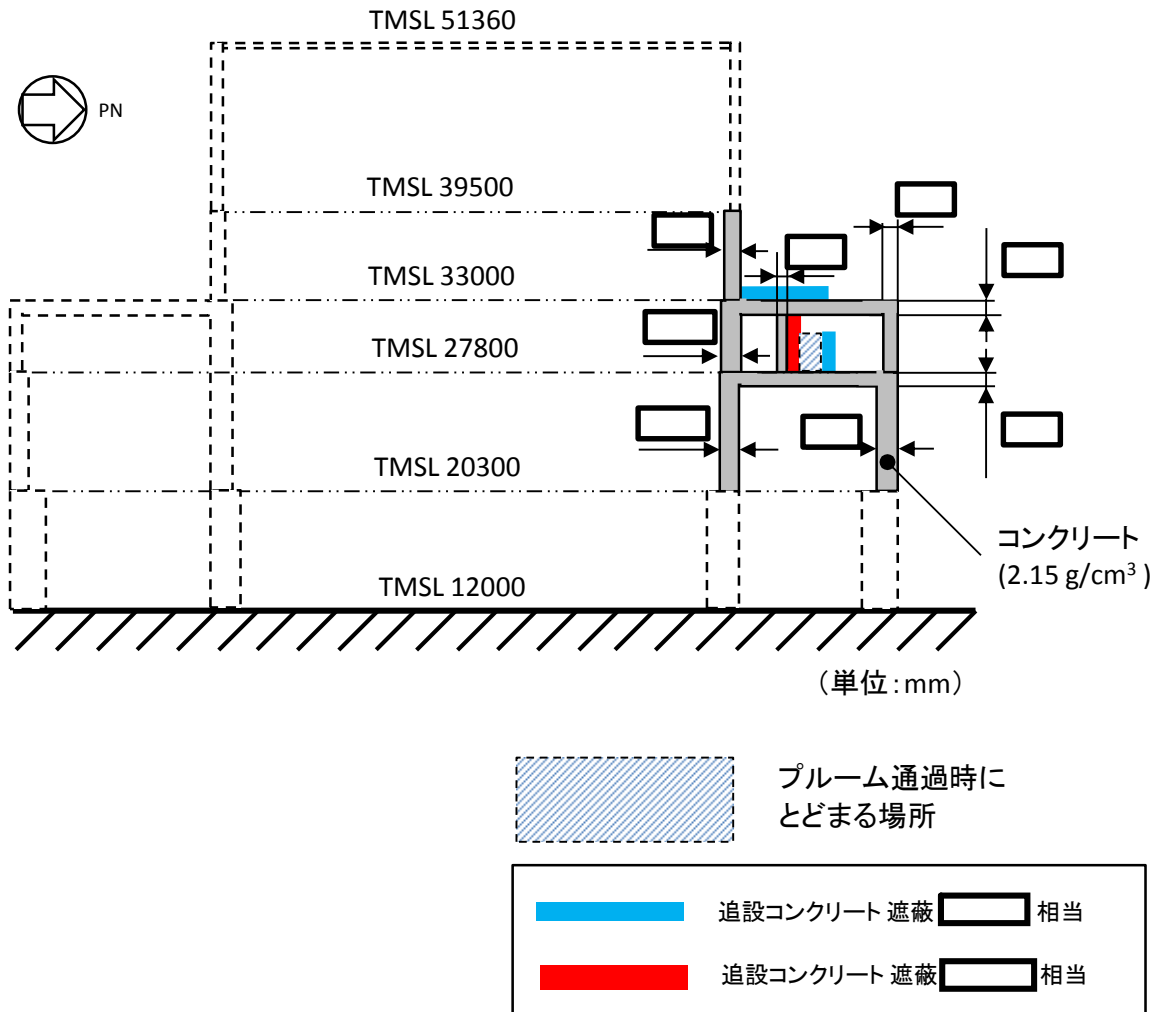 TMSL 51360
PN
TMSL 39500
TMSL 33000
TMSL 27800
TMSL 20300
コンクリート
(2.15 g/cm³ )
TMSL 12000
（単位：mm）
プルーム通過時に
とどまる場所
追設コンクリート 遮蔽 相当
追設コンクリート 遮蔽 相当